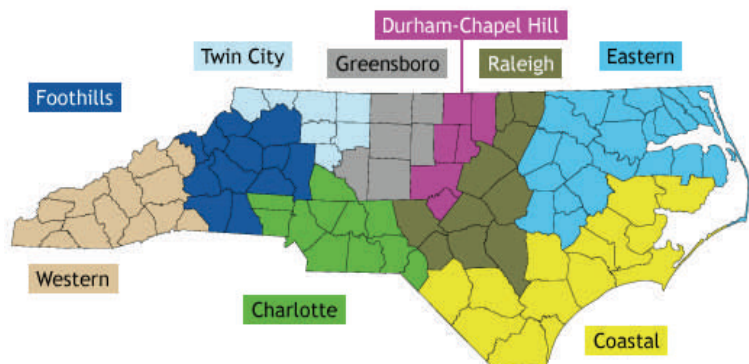 Durham-Chapel Hill
Twin City
Greensboro
Raleigh
Eastern
Foothills
Western
Charlotte
Coastal